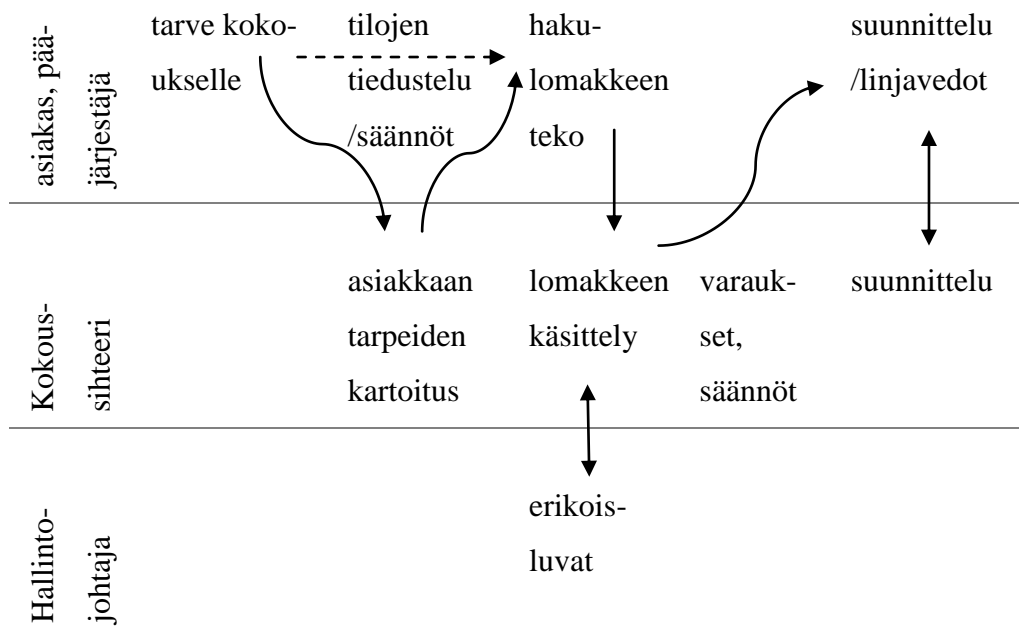 asiakas, pää-
järjestäjä
tarve koko-
ukselle
tilojen
tiedustelu
/säännöt
haku-
lomakkeen
teko
suunnittelu
/linjavedot
Kokous-
sihteeri
asiakkaan
tarpeiden
kartoitus
lomakkeen
käsittely
varauk-
set,
säännöt
suunnittelu
Hallinto-
johtaja
erikois-
luvat